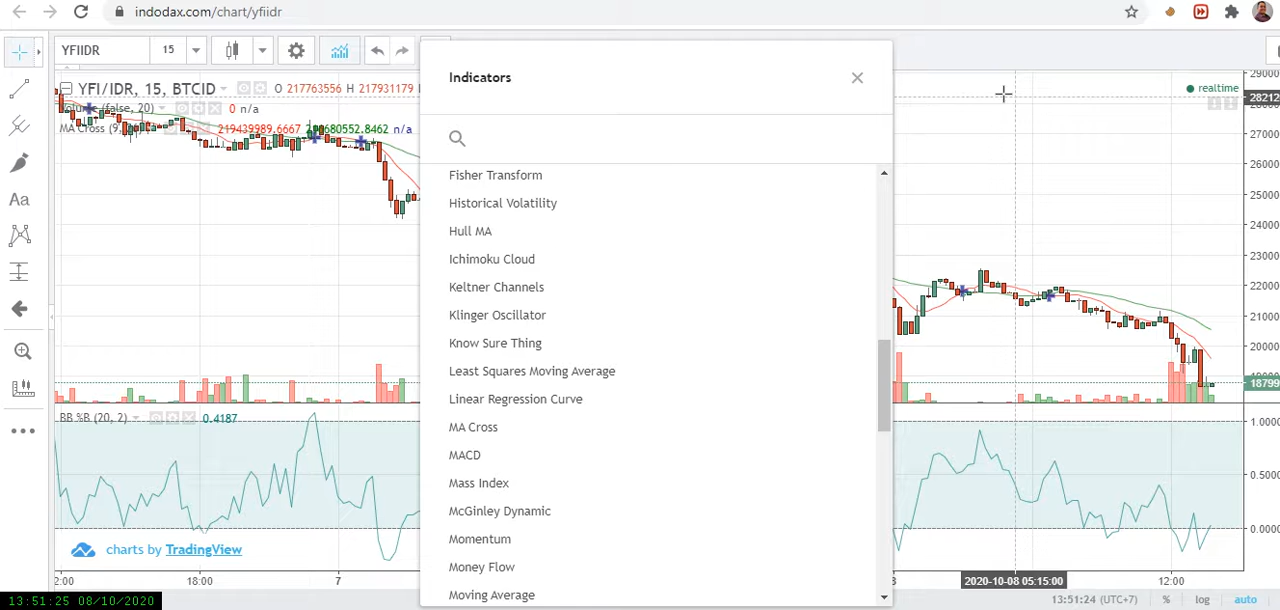 indodax.com/chart/yfiidr
YFIIDR 15
YFI/IDR, 15, BTCID O 217763556 H 217931179
Volume (false, 20) 0 n/a
MA Cross 219439989.6667 n/a
Indicators
Fisher Transform
Historical Volatility
Hull MA
Ichimoku Cloud
Keltner Channels
Klinger Oscillator
Know Sure Thing
Least Squares Moving Average
Linear Regression Curve
MA Cross
MACD
Mass Index
McGinley Dynamic
Momentum
Money Flow
Moving Average
Aa
realtime
28212
27000
26000
25000
24000
23000
22000
21000
20000
18799
BB %B (20, 2) 0.4187
1.0000
0.5000
0.0000
charts by TradingView
2:00 18:00 7 2020-10-08 05:15:00 12:00
13:51:25 08/10/2020
13:51:24 (UTC+7) % log auto